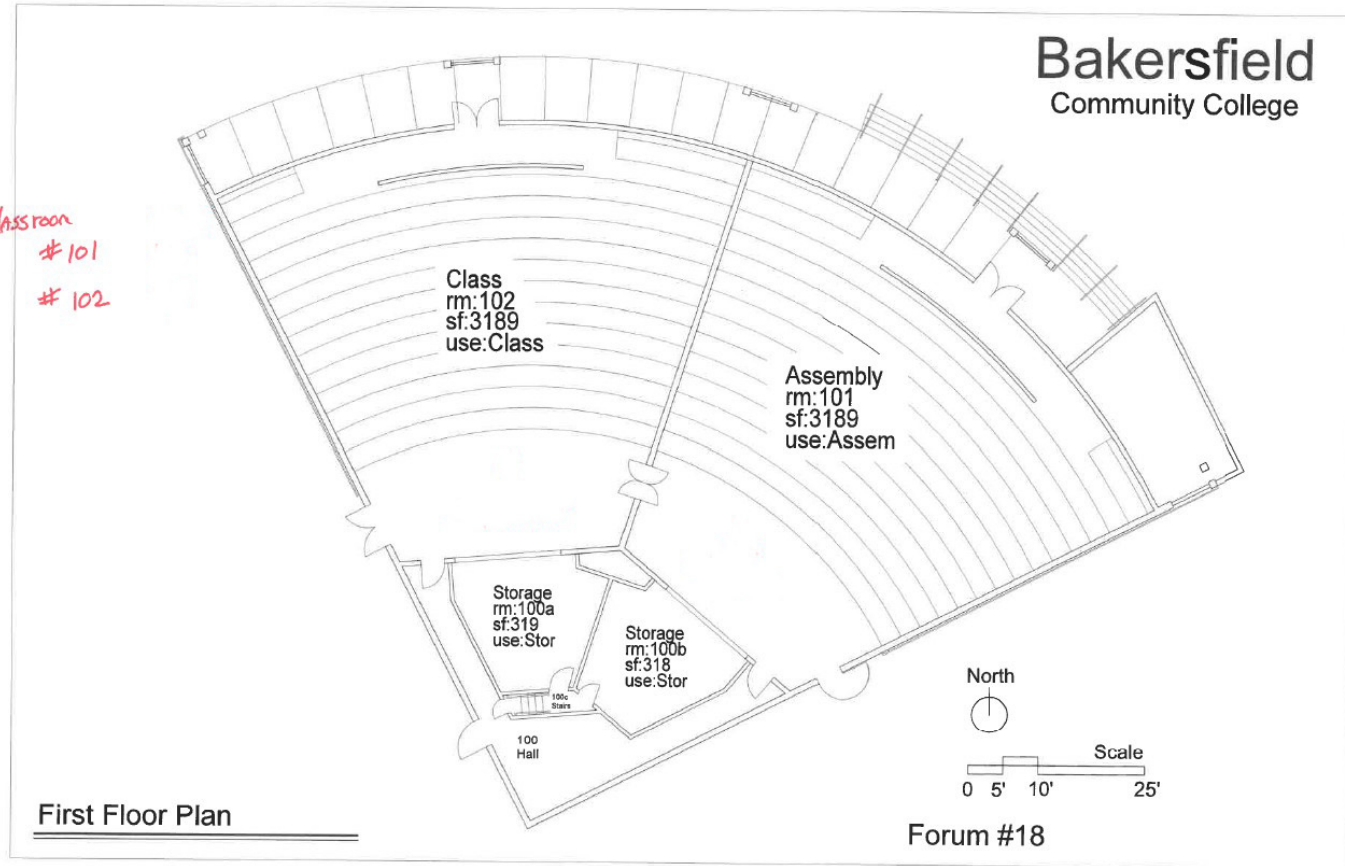 Bakersfield
Community College
# 101
# 102
Class
rm:102
sf:3189
use:Class
Assembly
rm:101
sf:3189
use:Assem
Storage
rm:100a
sf:319
use:Stor
Storage
rm:100b
sf:318
use:Stor
100c
Stairs
100
Hall
North
Scale
0 5' 10' 25'
First Floor Plan
Forum #18